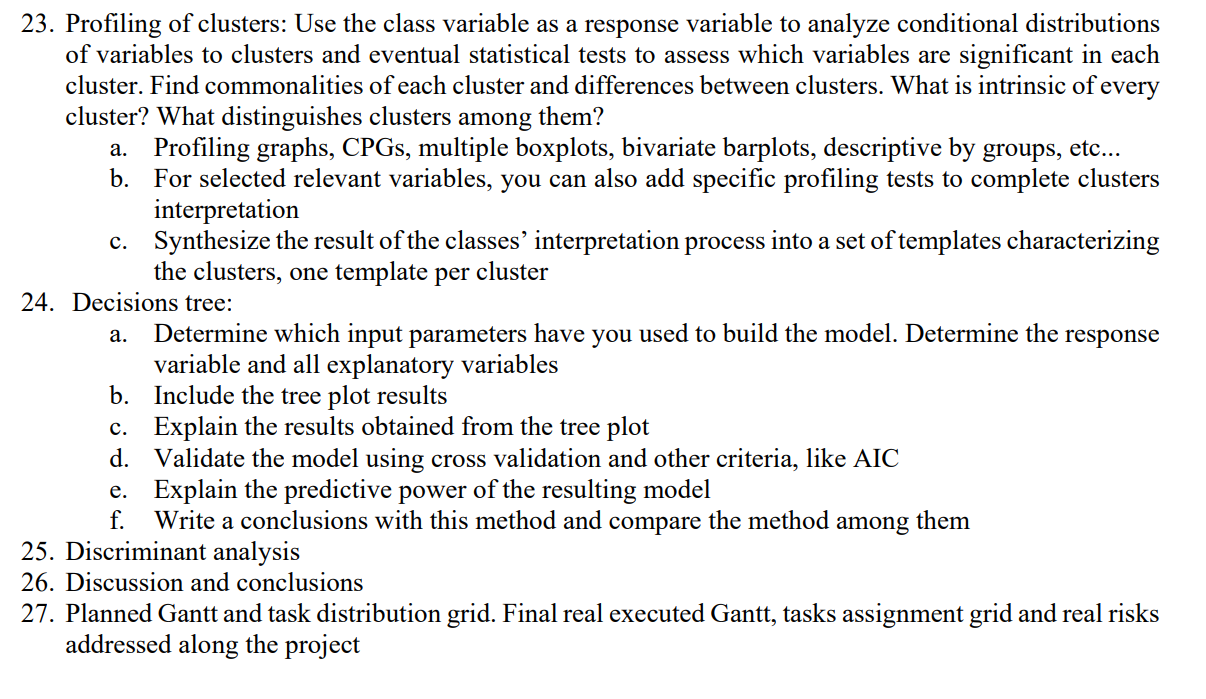 23. Profiling of clusters: Use the class variable as a response variable to analyze conditional distributions
of variables to clusters and eventual statistical tests to assess which variables are significant in each
cluster. Find commonalities of each cluster and differences between clusters. What is intrinsic of every
cluster? What distinguishes clusters among them?
a. Profiling graphs, CPGs, multiple boxplots, bivariate barplots, descriptive by groups, etc...
b. For selected relevant variables, you can also add specific profiling tests to complete clusters
interpretation
c. Synthesize the result of the classes’ interpretation process into a set of templates characterizing
the clusters, one template per cluster
24. Decisions tree:
a. Determine which input parameters have you used to build the model. Determine the response
variable and all explanatory variables
b. Include the tree plot results
c. Explain the results obtained from the tree plot
d. Validate the model using cross validation and other criteria, like AIC
e. Explain the predictive power of the resulting model
f. Write a conclusions with this method and compare the method among them
25. Discriminant analysis
26. Discussion and conclusions
27. Planned Gantt and task distribution grid. Final real executed Gantt, tasks assignment grid and real risks
addressed along the project